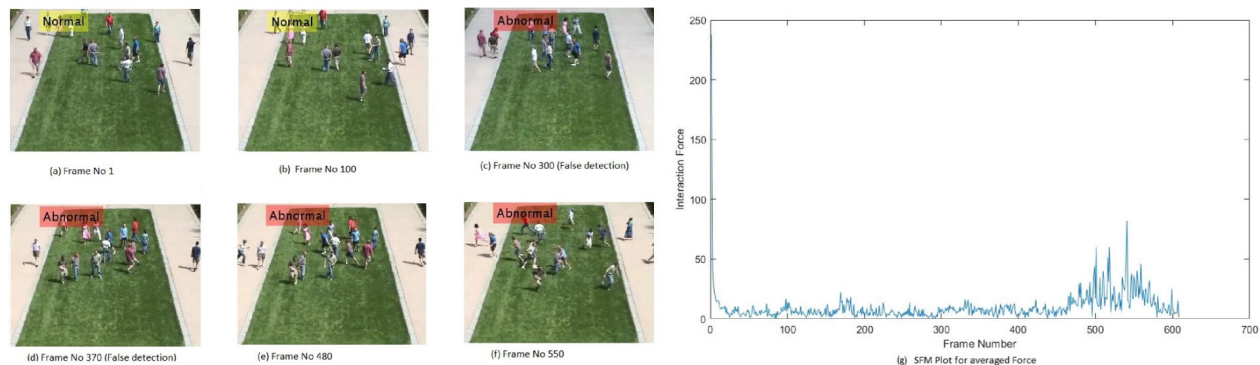 Normal
Normal
Abnormal
(a) Frame No 1
(b) Frame No 100
(c) Frame No 300 (False detection)
Abnormal
Abnormal
Abnormal
(d) Frame No 370 (False detection)
(e) Frame No 480
(f) Frame No 550
250
200
150
100
50
0
Interaction Force
0 100 200 300 400 500 600 700
Frame Number
(g) SFM Plot for averaged Force